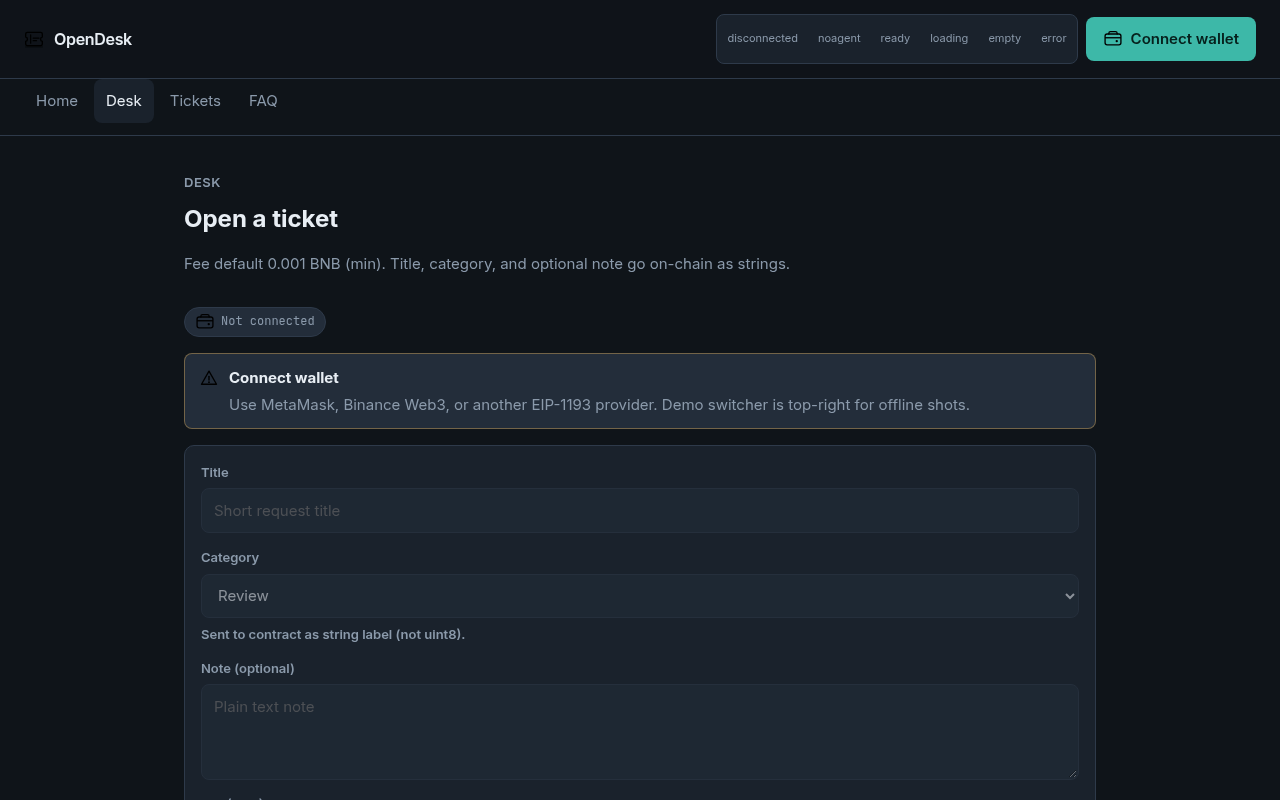 OpenDesk
disconnected noagent ready loading empty error
Connect wallet
Home Desk Tickets FAQ
DESK
Open a ticket
Fee default 0.001 BNB (min). Title, category, and optional note go on-chain as strings.
Not connected
Connect wallet
Use MetaMask, Binance Web3, or another EIP-1193 provider. Demo switcher is top-right for offline shots.
Title
Short request title
Category
Review
Sent to contract as string label (not uint8).
Note (optional)
Plain text note